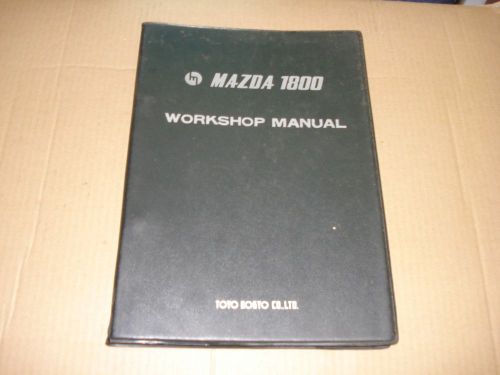 MAZDA 1800
WORKSHOP MANUAL
TOYO KOGYO CO.,LTD.